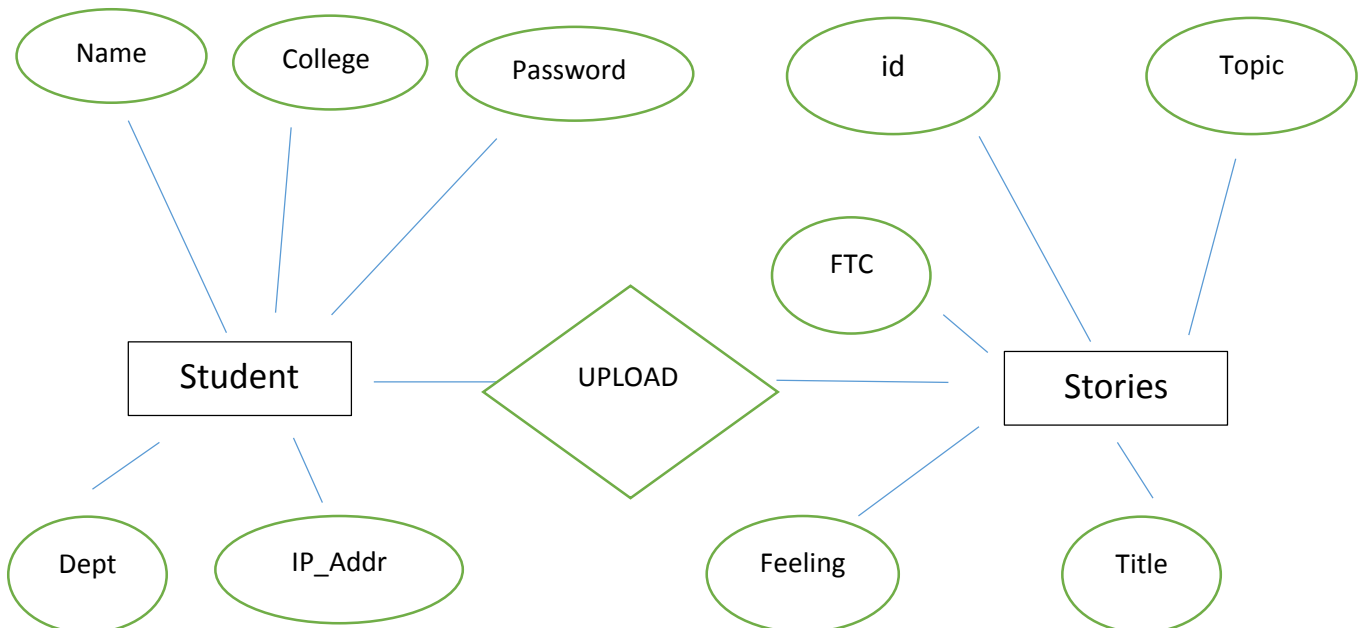 Name
College
Password
id
Topic
FTC
Student
UPLOAD
Stories
Dept
IP_Addr
Feeling
Title